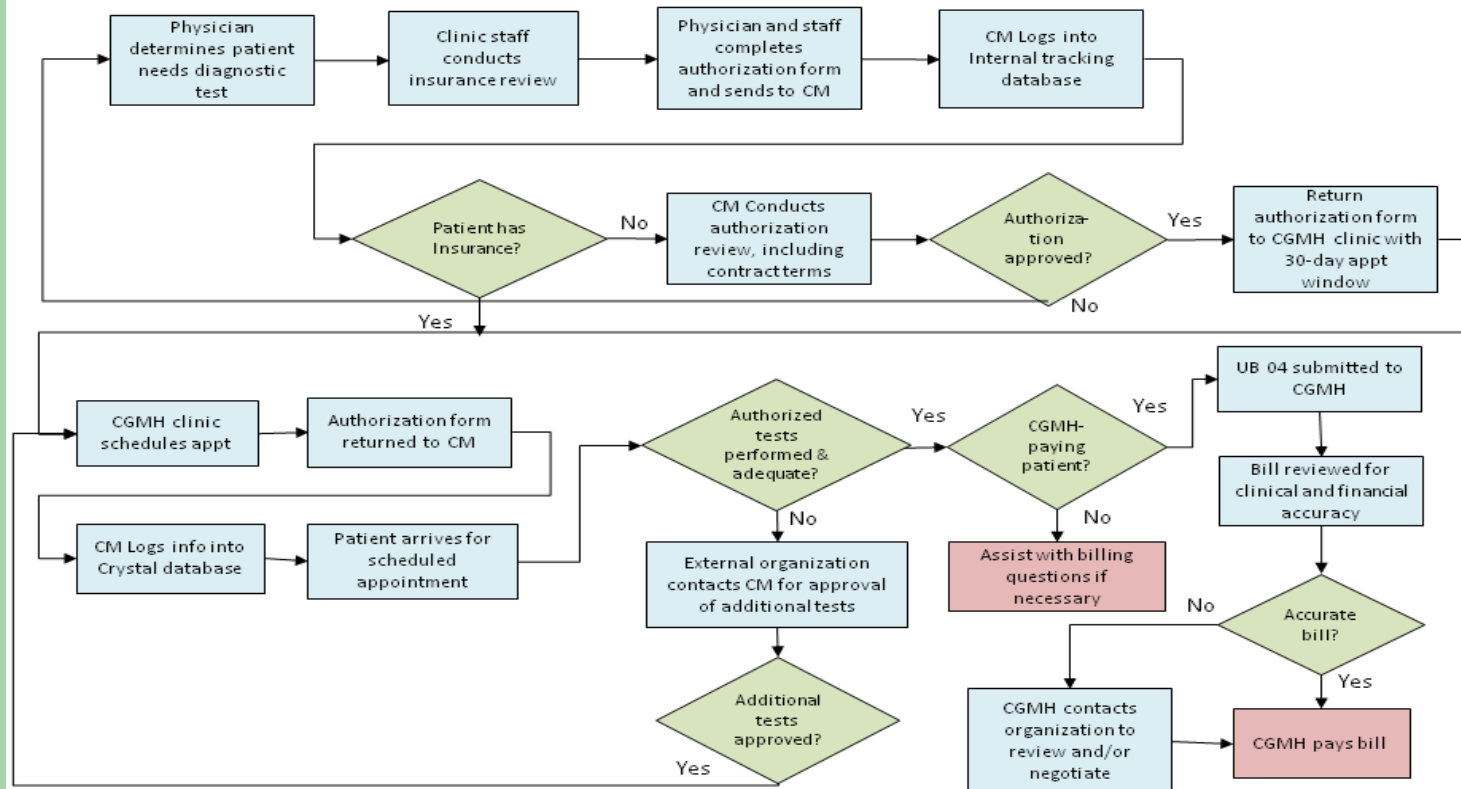 Physician
determines patient
needs diagnostic
test
Clinic staff
conducts
insurance review
Physician and staff
completes
authorization form
and sends to CM
CM Logs into
Internal tracking
database
Patient has
Insurance?
No
CM Conducts
authorization
review, including
contract terms
Authoriza-
tion
approved?
Yes
Return
authorization form
to CGMH clinic with
30-day appt
window
No
Yes
CGMH clinic
schedules appt
Authorization form
returned to CM
CM Logs info into
Crystal database
Patient arrives for
scheduled
appointment
Authorized
tests
performed &
adequate?
Yes
No
CGMH-
paying
patient?
Yes
No
UB 04 submitted to
CGMH
Bill reviewed for
clinical and financial
accuracy
External organization
contacts CM for approval
of additional tests
Assist with billing
questions if
necessary
Accurate
bill?
No
Yes
Additional
tests
approved?
Yes
CGMH contacts
organization to
review and/or
negotiate
CGMH pays bill